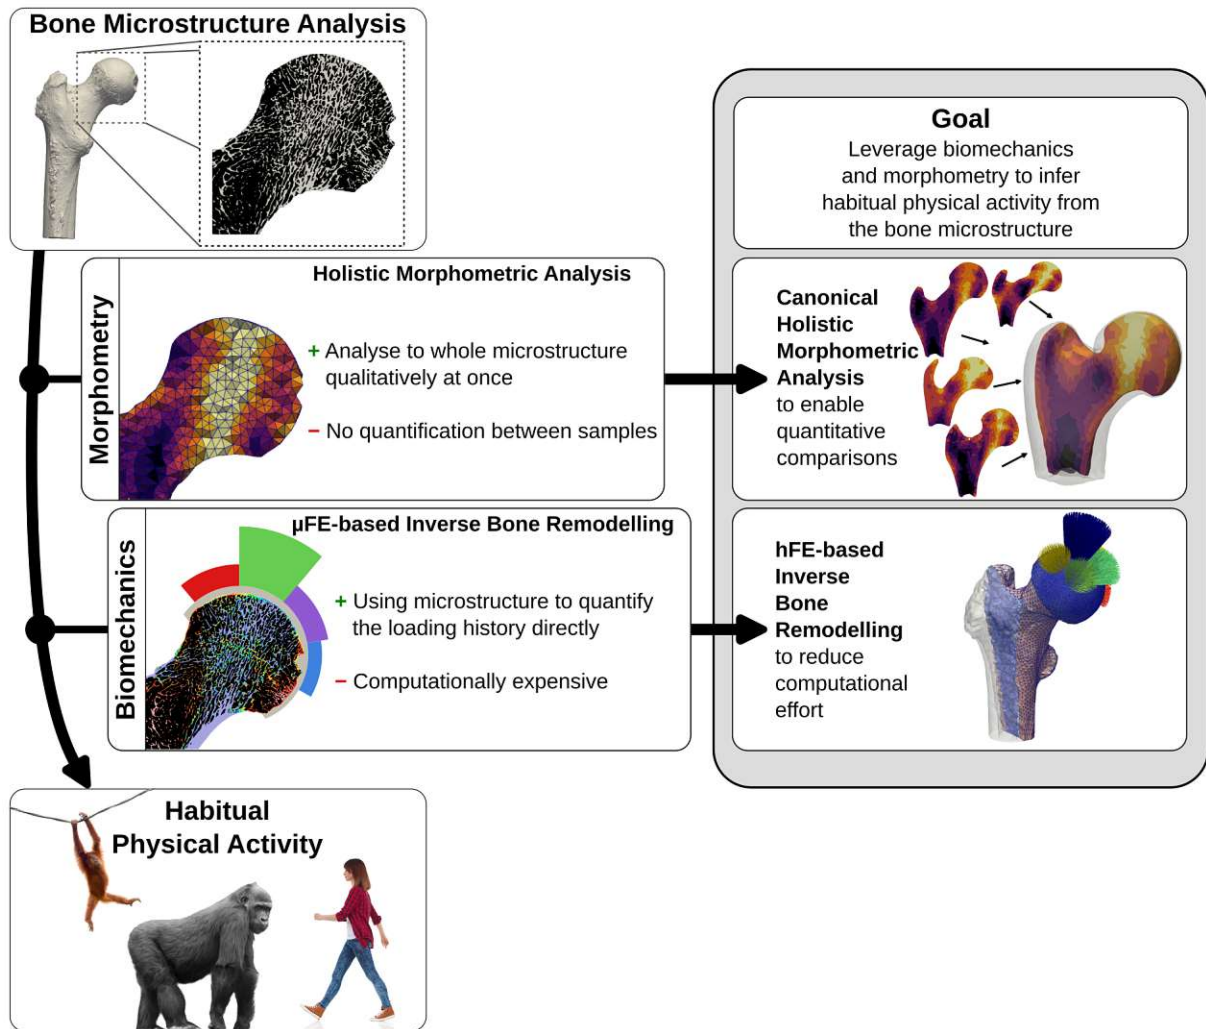 Bone Microstructure Analysis
Morphometry
Holistic Morphometric Analysis
+ Analyse to whole microstructure
qualitatively at once
− No quantification between samples
Biomechanics
µFE-based Inverse Bone Remodelling
+ Using microstructure to quantify
the loading history directly
− Computationally expensive
Habitual
Physical Activity
Goal
Leverage biomechanics
and morphometry to infer
habitual physical activity from
the bone microstructure
Canonical
Holistic
Morphometric
Analysis
to enable
quantitative
comparisons
hFE-based
Inverse
Bone
Remodelling
to reduce
computational
effort